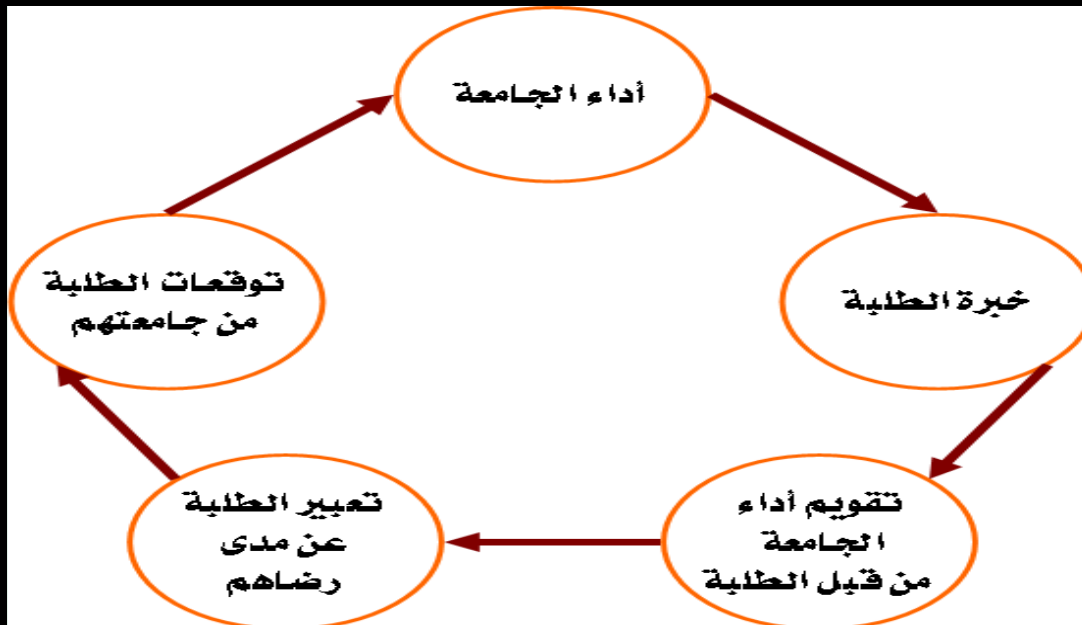 أداء الجامعة
خبرة الطلبة
تقويم أداء
الجامعة
من قبل الطلبة
تعبير الطلبة
عن مدى
رضاهم
توقعات الطلبة
من جامعتهم